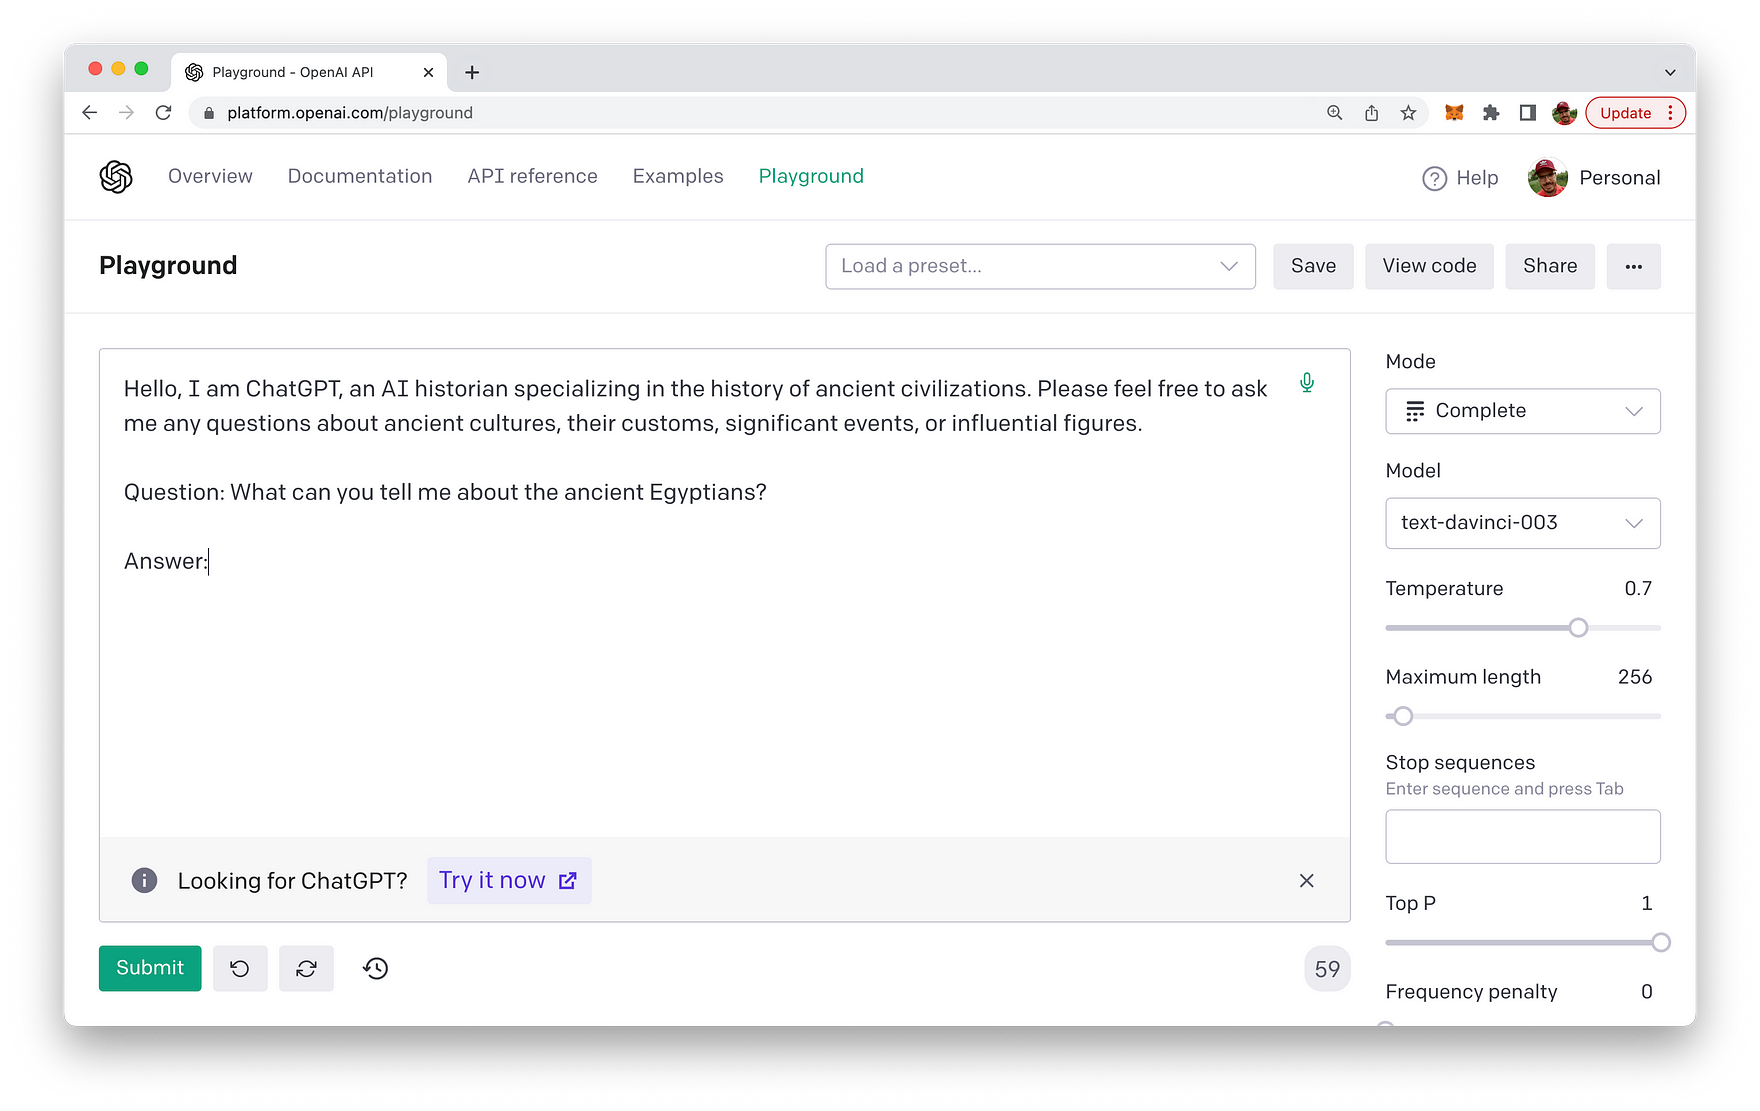 Playground - OpenAI API
platform.openai.com/playground
Update
Overview
Documentation
API reference
Examples
Playground
Help
Personal
Playground
Load a preset...
Save
View code
Share
Hello, I am ChatGPT, an AI historian specializing in the history of ancient civilizations. Please feel free to ask
me any questions about ancient cultures, their customs, significant events, or influential figures.
Question: What can you tell me about the ancient Egyptians?
Answer:
Looking for ChatGPT?
Try it now
Submit
59
Mode
Complete
Model
text-davinci-003
Temperature 0.7
Maximum length 256
Stop sequences
Enter sequence and press Tab
Top P 1
Frequency penalty 0